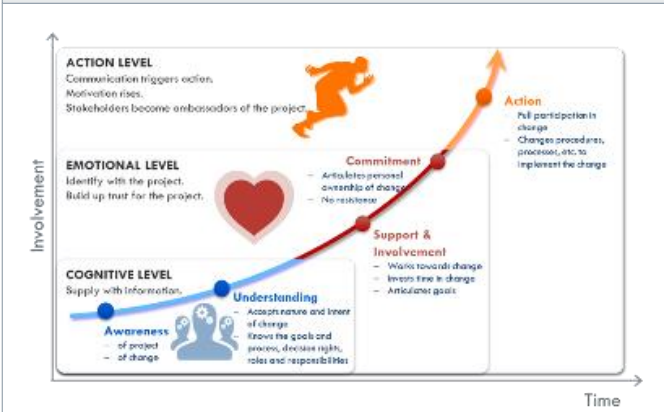 ACTION LEVEL
Communication triggers action.
Motivation rises.
Stakeholders become ambassadors of the project.
Action
– Full participation in
change
– Changes procedures,
processes, etc. to
implement the change
EMOTIONAL LEVEL
Identify with the project.
Build up trust for the project.
Commitment
– Articulates personal
ownership of change
– No resistance
Support &
Involvement
– Works towards change
– Invests time in change
– Articulates goals
COGNITIVE LEVEL
Supply with information.
Understanding
– Accepts nature and intent
of change
– Knows the goals and
process, decision rights,
roles and responsibilities
Awareness
– of project
– of change
Involvement
Time